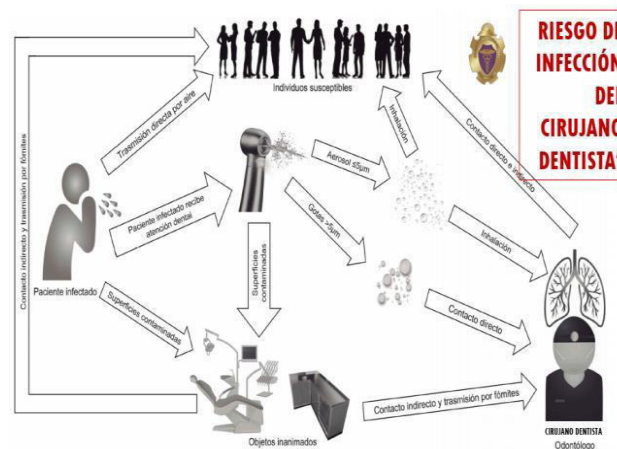 RIESGO DE
INFECCIÓN
DEL
CIRUJANO
DENTISTA
Individuos susceptibles
Trasmisión directa por aire
Contacto indirecto y trasmisión por fómites
Inhalación
Aerosol ≤5μm
Contacto directo e indirecto
Paciente infectado recibe
atención dental
Gotas >5um
Inhalación
Paciente infectado
Superficies contaminadas
Superficies
contaminadas
Contacto directo
Contacto indirecto y trasmisión por fómites
Objetos inanimados
CIRUJANO DENTISTA
Odontólogo